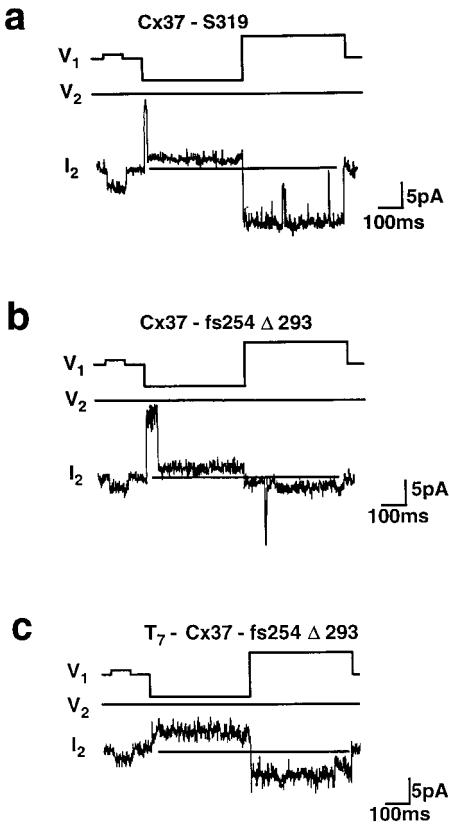 a
Cx37 - S319
V1
V2
I2
5pA
100ms
b
Cx37 - fs254 Δ 293
V1
V2
I2
5pA
100ms
c
T7 - Cx37 - fs254 Δ 293
V1
V2
I2
5pA
100ms